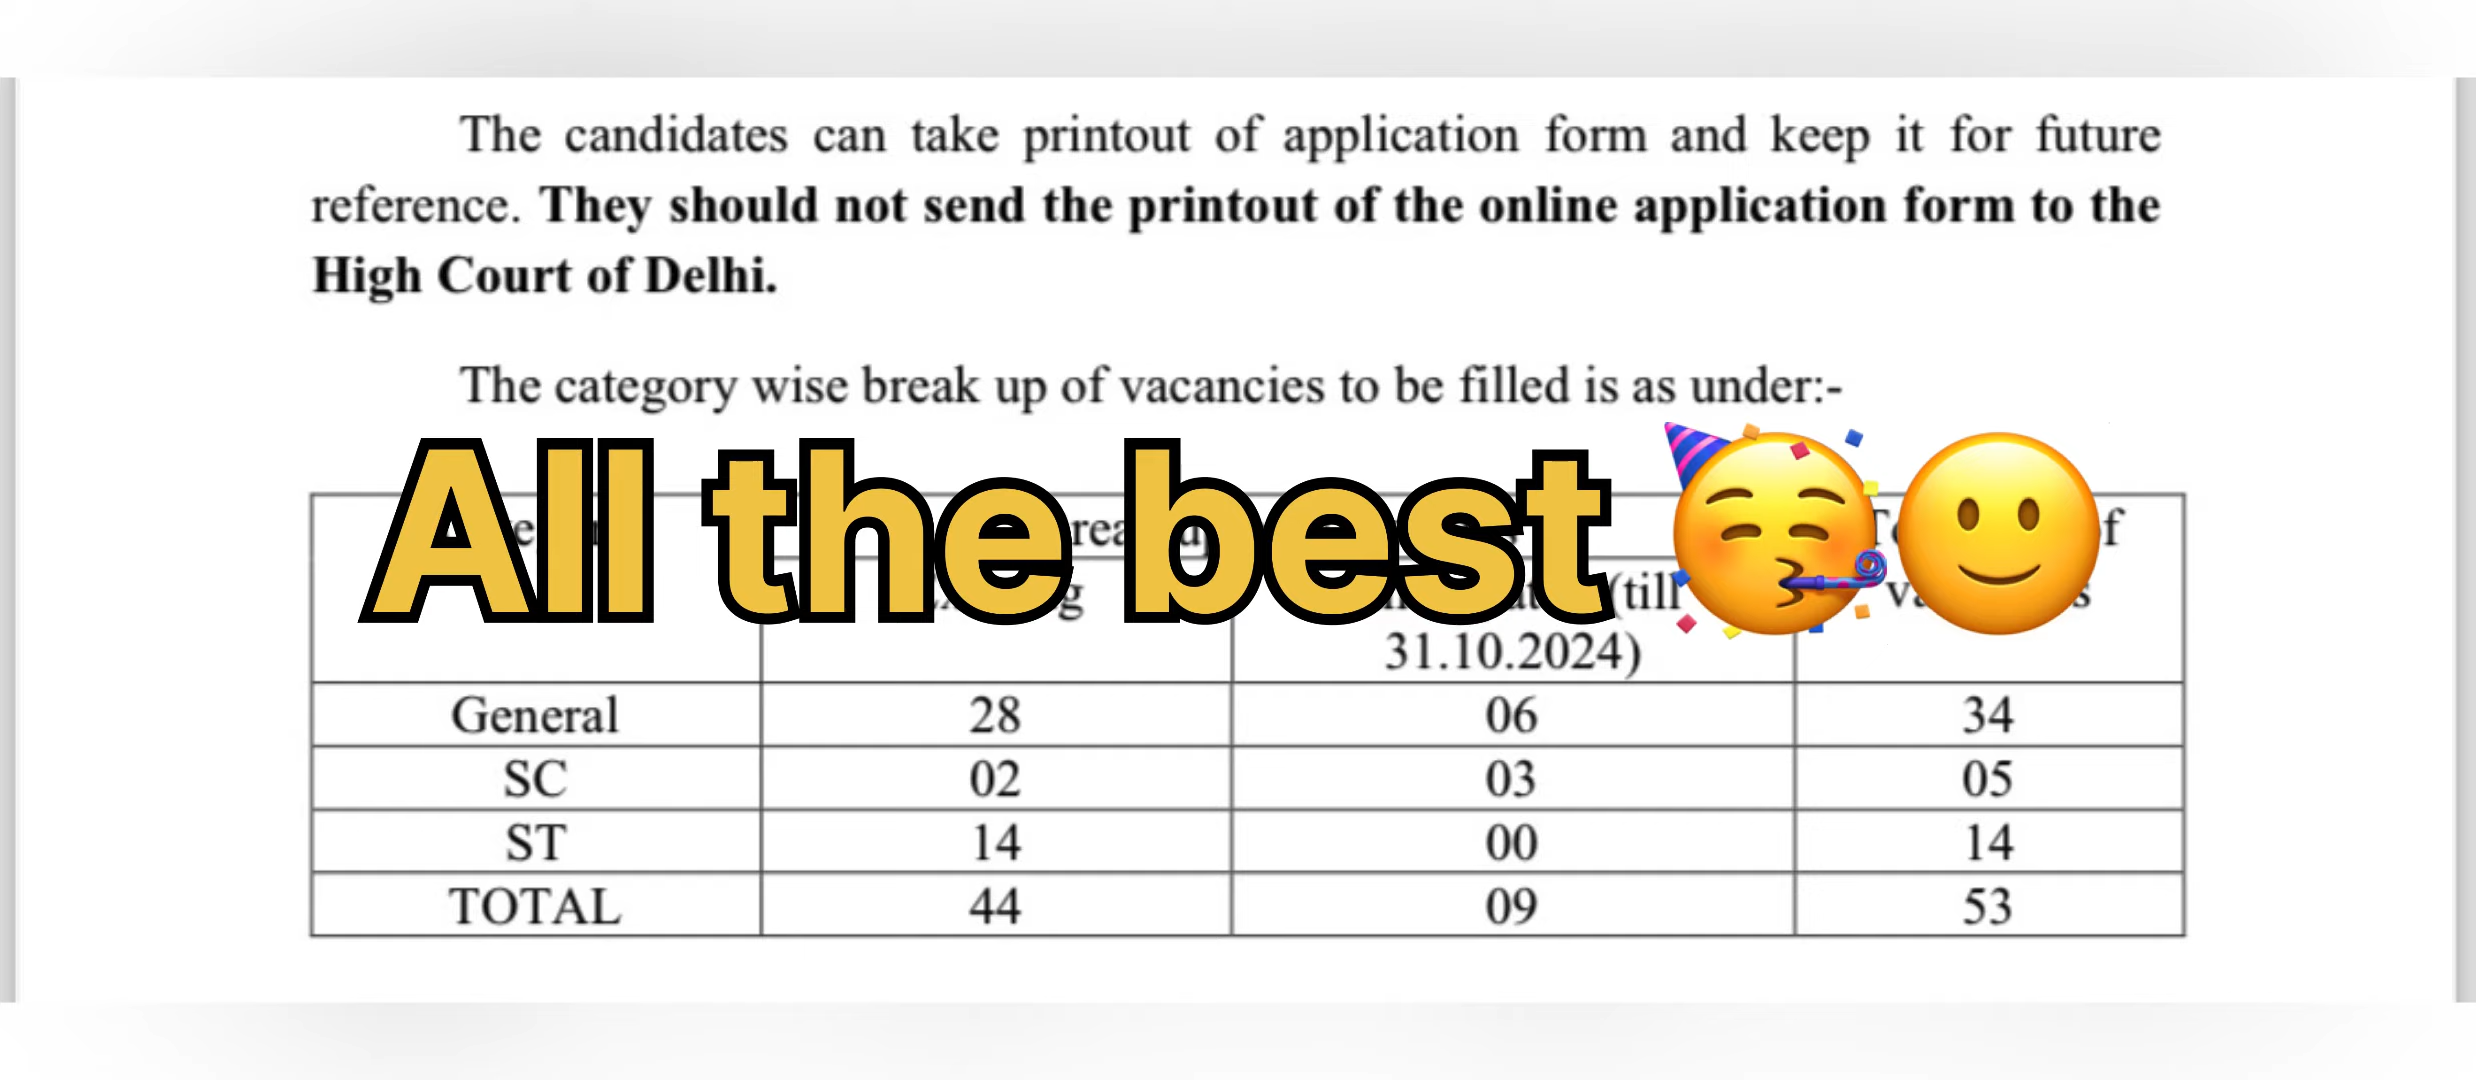 The candidates can take printout of application form and keep it for future
reference. They should not send the printout of the online application form to the
High Court of Delhi.
The category wise break up of vacancies to be filled is as under:-
All the best 🥳🙂
(till
31.10.2024)
General 28 06 34
SC 02 03 05
ST 14 00 14
TOTAL 44 09 53